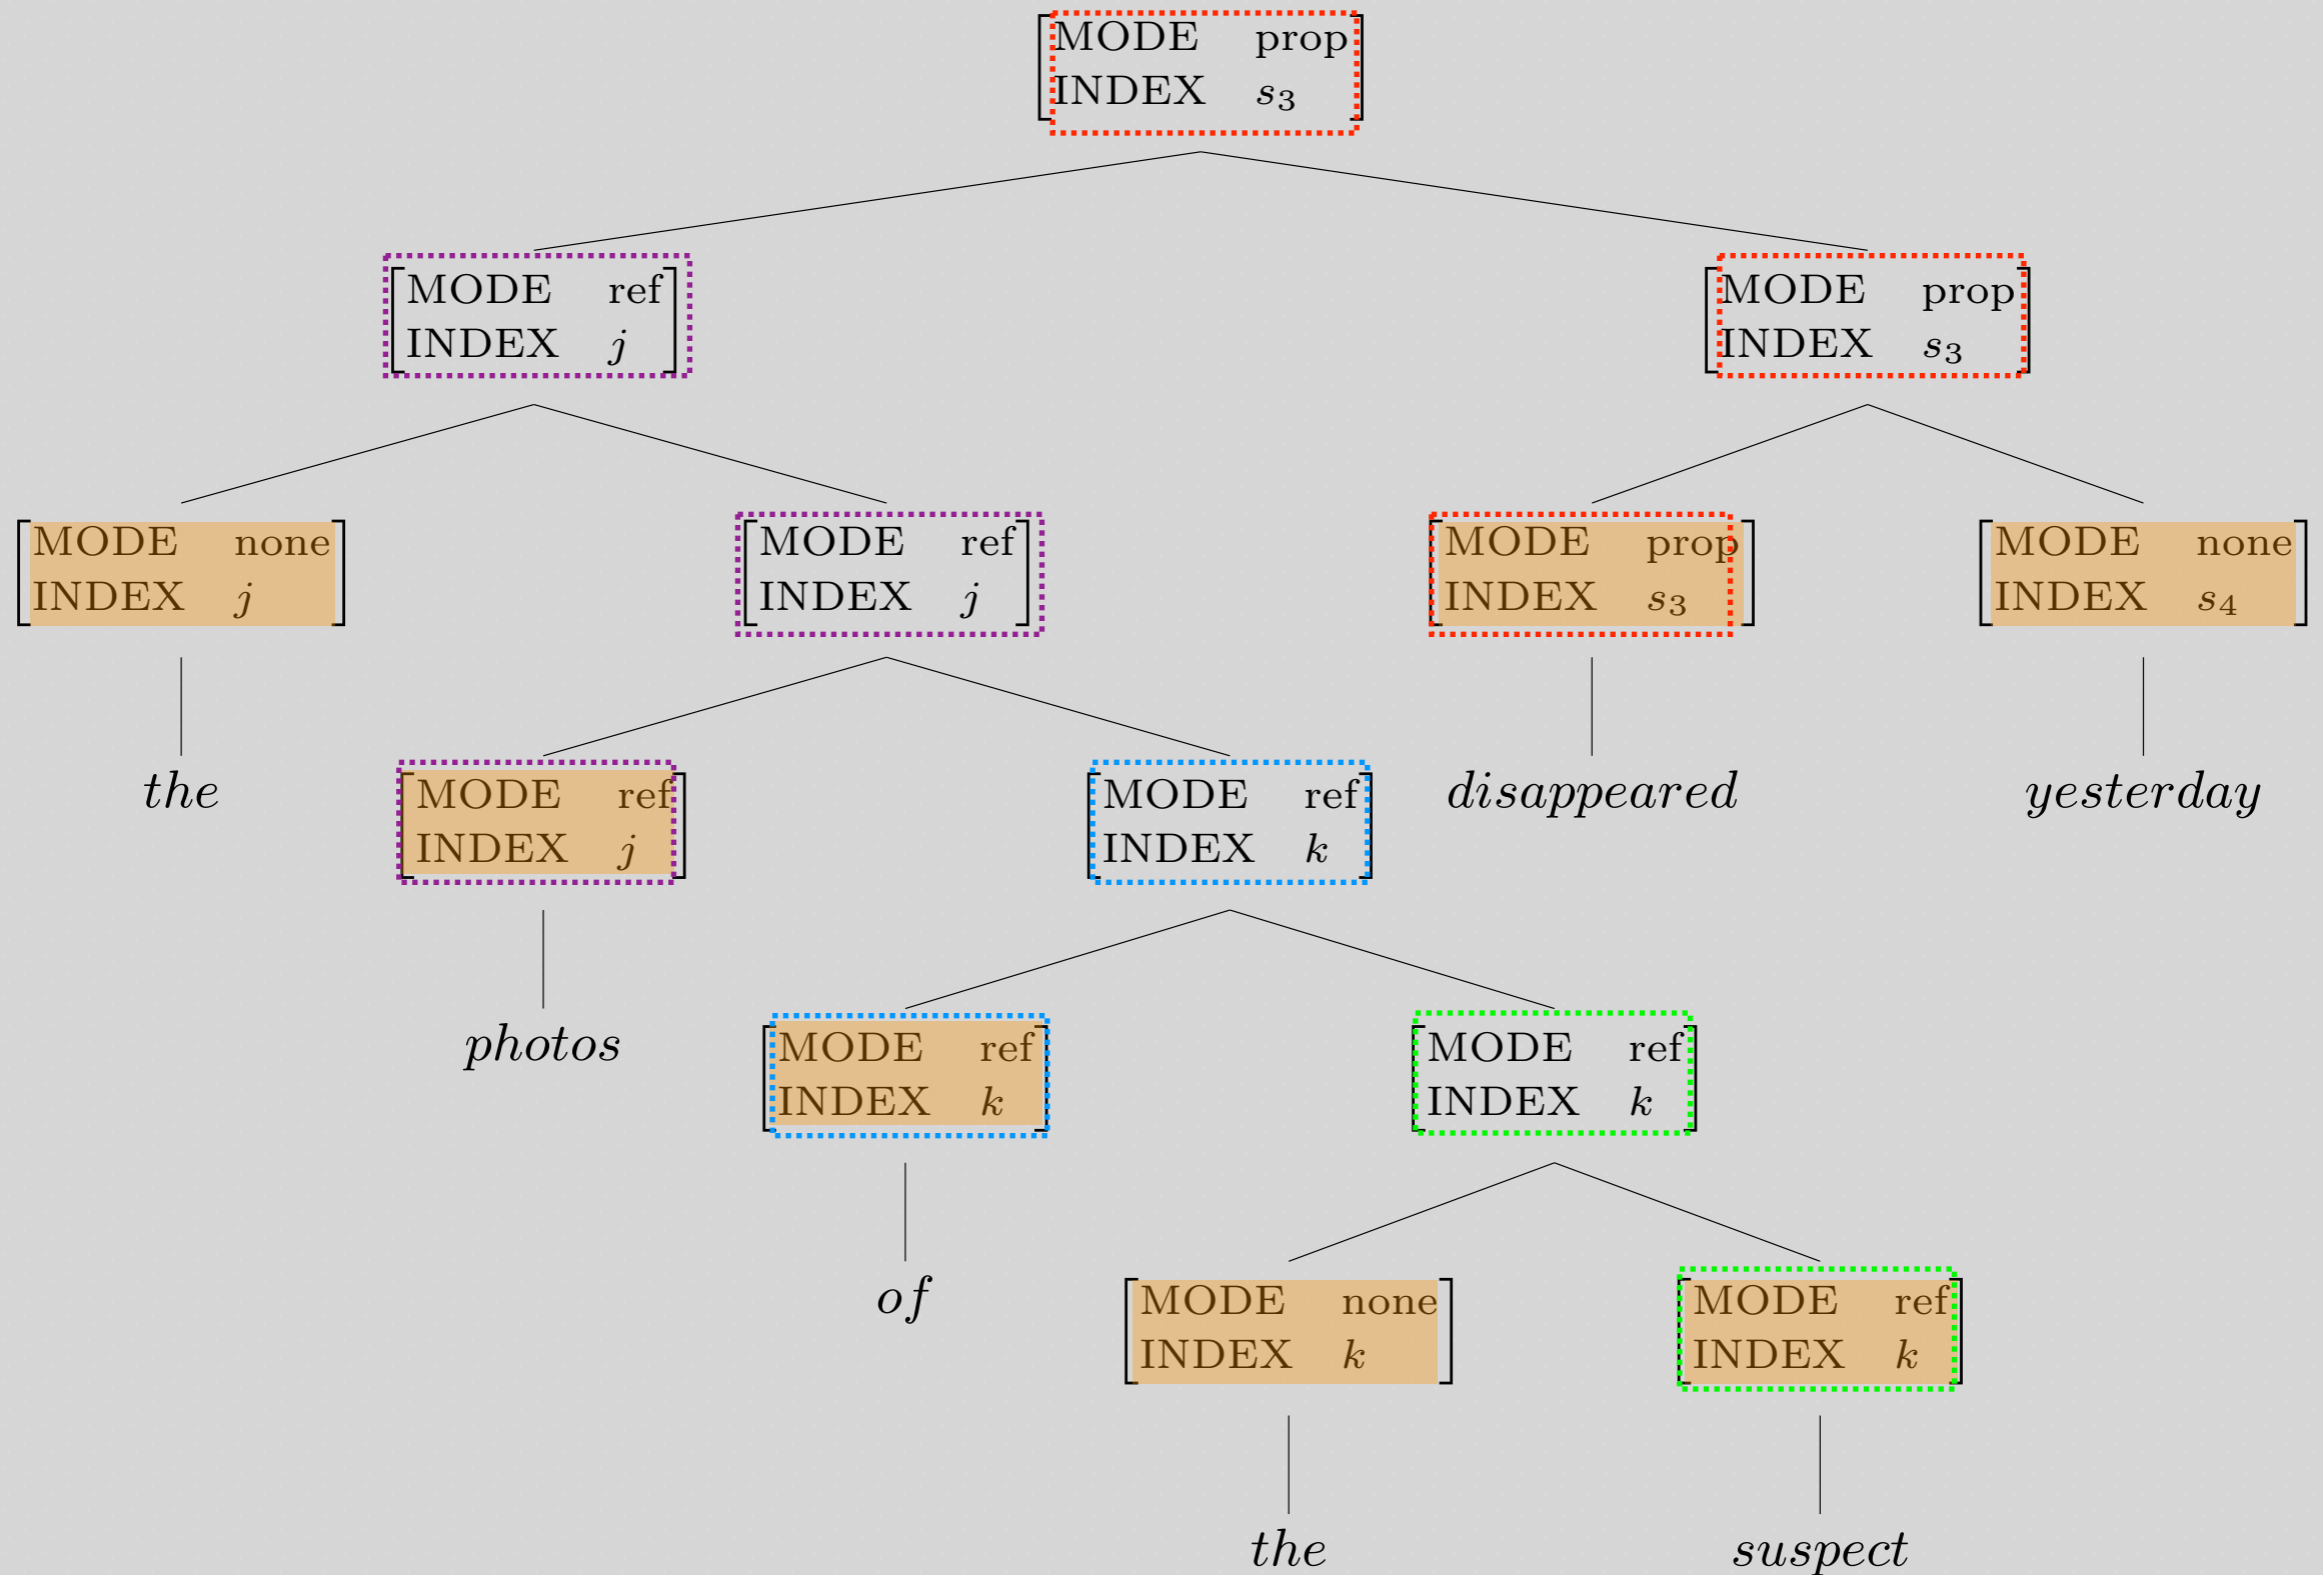 MODE prop
INDEX s₃
MODE ref
INDEX j
MODE prop
INDEX s₃
MODE none
INDEX j
MODE ref
INDEX j
MODE prop
INDEX s₃
MODE none
INDEX s₄
the
MODE ref
INDEX j
MODE ref
INDEX k
disappeared
yesterday
photos
MODE ref
INDEX k
MODE ref
INDEX k
of
MODE none
INDEX k
MODE ref
INDEX k
the
suspect